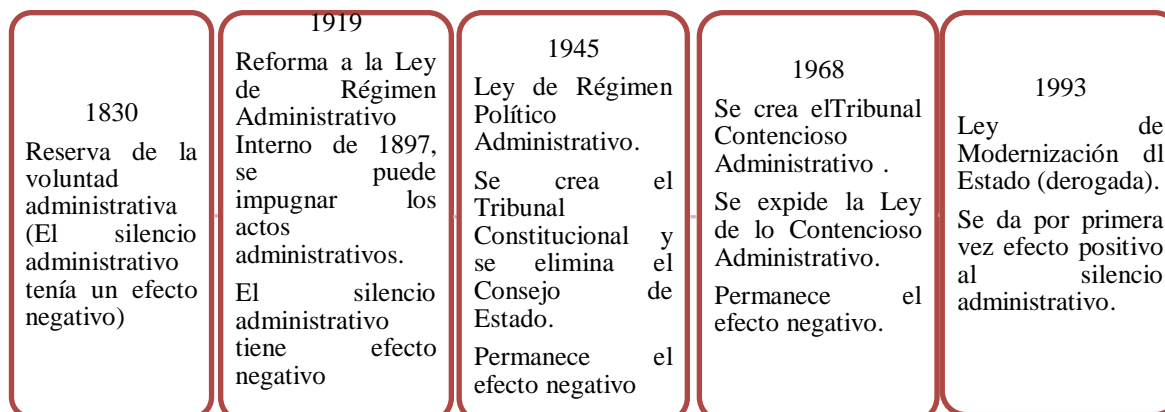 1830
Reserva de la
voluntad
administrativa
(El silencio
administrativo
tenía un efecto
negativo)
1919
Reforma a la Ley
de Régimen
Administrativo
Interno de 1897,
se puede
impugnar los
actos
administrativos.
El silencio
administrativo
tiene efecto
negativo
1945
Ley de Régimen
Político
Administrativo.
Se crea el
Tribunal
Constitucional y
se elimina el
Consejo de
Estado.
Permanece el
efecto negativo
1968
Se crea elTribunal
Contencioso
Administrativo .
Se expide la Ley
de lo Contencioso
Administrativo.
Permanece el
efecto negativo.
1993
Ley de
Modernización dl
Estado (derogada).
Se da por primera
vez efecto positivo
al silencio
administrativo.